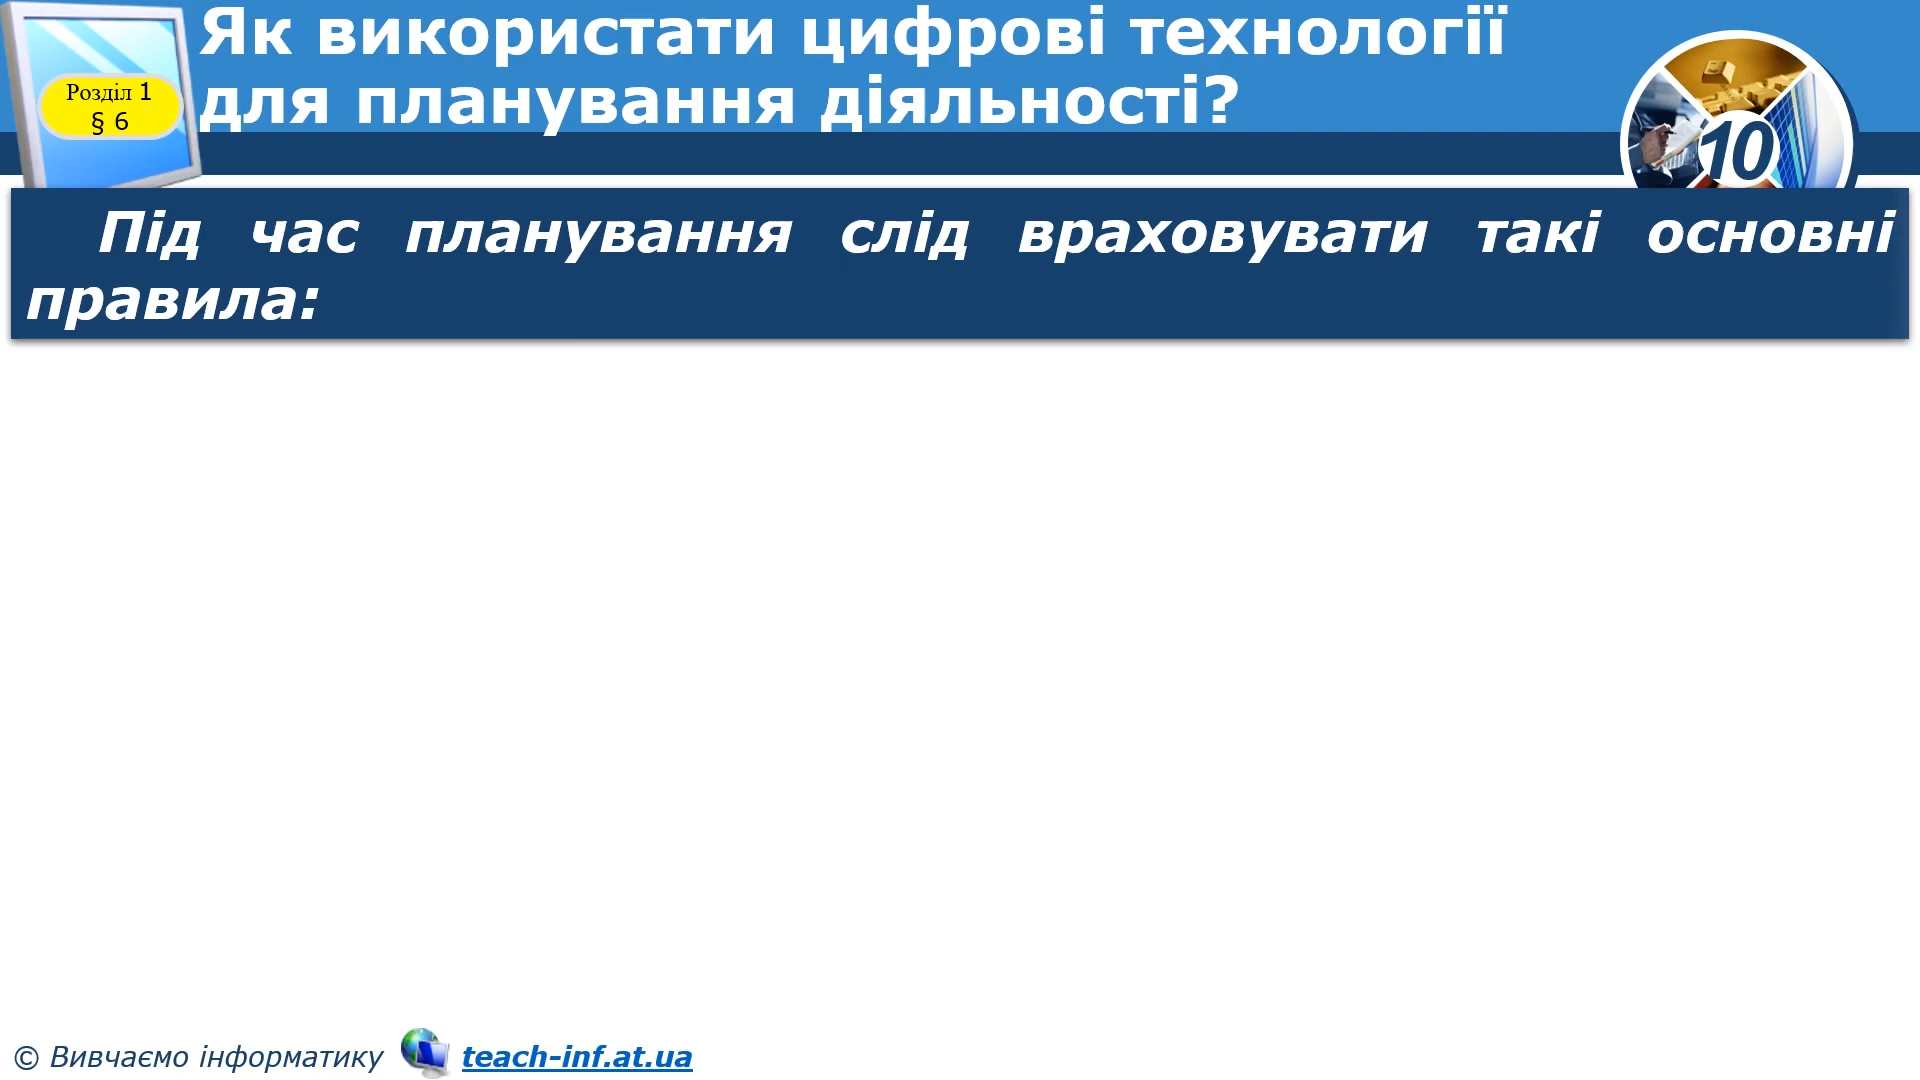 Як використати цифрові технології
для планування діяльності?
Розділ 1
§ 6
10
Під час планування слід враховувати такі основні
правила:
© Вивчаємо інформатику teach-inf.at.ua